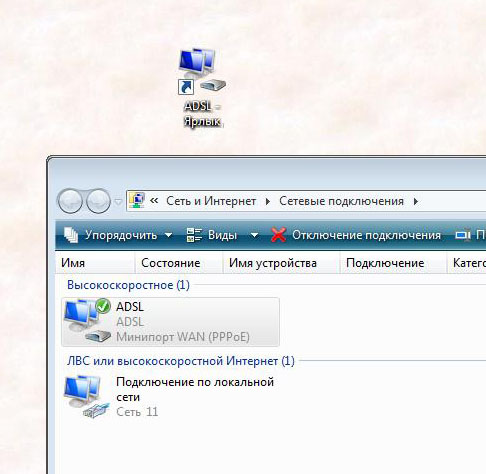 ADSL -
Ярлык
« Сеть и Интернет Сетевые подключения
Упорядочить Виды Отключение подключения П
Имя Состояние Имя устройства Подключение Катего
Высокоскоростное (1)
ADSL
ADSL
Минипорт WAN (PPPoE)
ЛВС или высокоскоростной Интернет (1)
Подключение по локальной
сети
Сеть 11